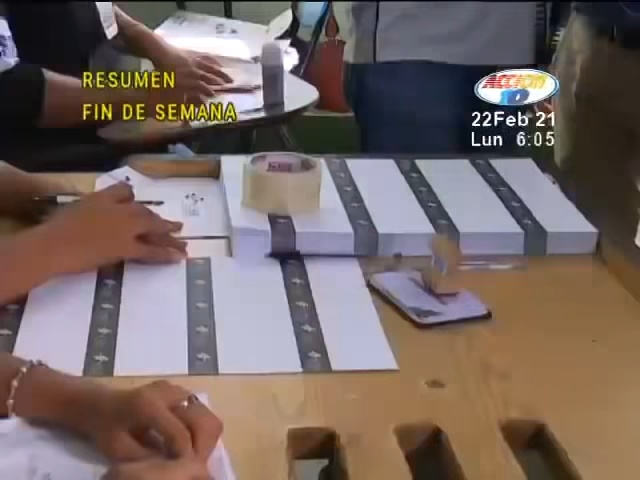 RESUMEN
FIN DE SEMANA
ACCION
10
22Feb 21
Lun 6:05